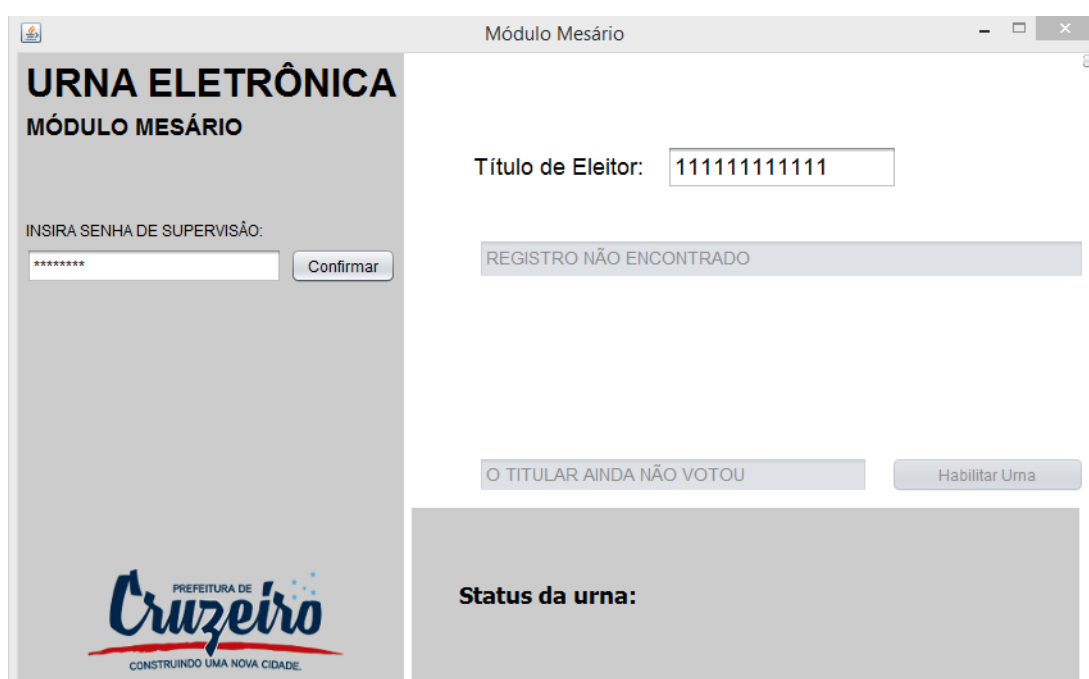 Módulo Mesário
URNA ELETRÔNICA
MÓDULO MESÁRIO
INSIRA SENHA DE SUPERVISÂO:
********
Confirmar
Título de Eleitor: 111111111111
REGISTRO NÃO ENCONTRADO
O TITULAR AINDA NÃO VOTOU
Habilitar Urna
Status da urna:
PREFEITURA DE
Cruzeiro
CONSTRUINDO UMA NOVA CIDADE.